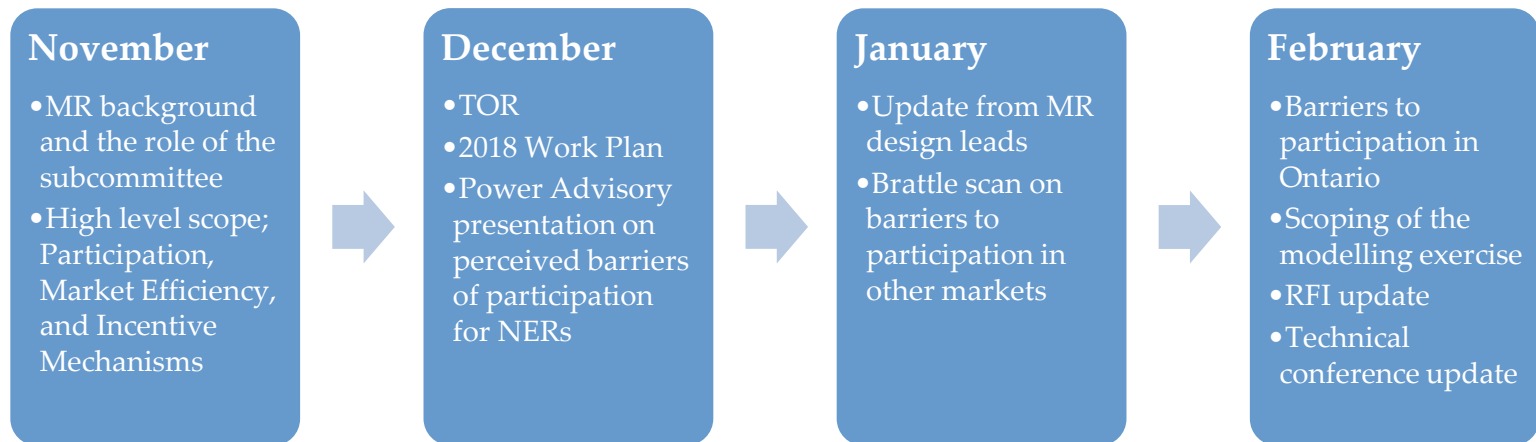 November
•MR background
and the role of the
subcommittee
•High level scope;
Participation,
Market Efficiency,
and Incentive
Mechanisms
December
•TOR
•2018 Work Plan
•Power Advisory
presentation on
perceived barriers
of participation
for NERs
January
•Update from MR
design leads
•Brattle scan on
barriers to
participation in
other markets
February
•Barriers to
participation in
Ontario
•Scoping of the
modelling exercise
•RFI update
•Technical
conference update